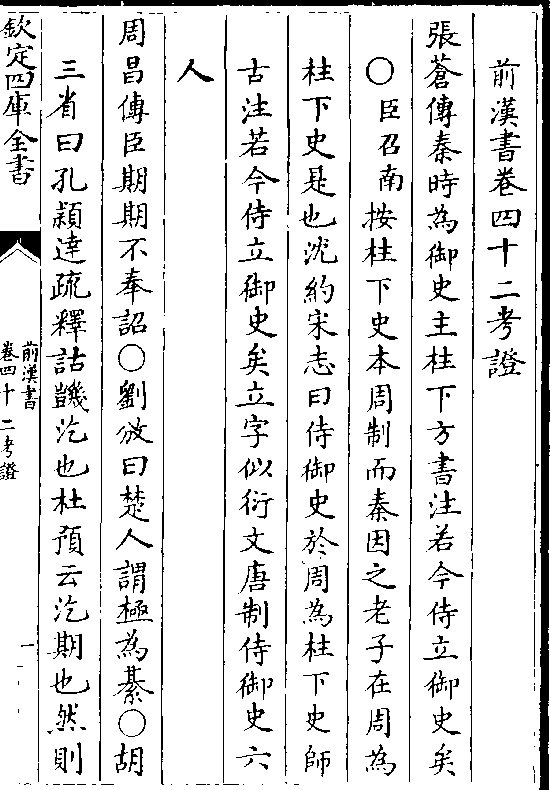 前漢書卷四十二考證
張蒼傳秦時為御史主柱下方書注若今侍立御史矣
○臣召南按柱下史本周制而秦因之老子在周為
柱下史是也沈約宋志曰侍御史於周為柱下史師
古注若今侍立御史矣立字似衍文唐制侍御史六
人
周昌傳臣期期不奉詔○劉攽曰楚人謂極為綦○胡
三省曰孔穎達疏釋詁譏汔也杜預云汔期也然則
欽定四庫全書
前漢書
卷四十二考證
一